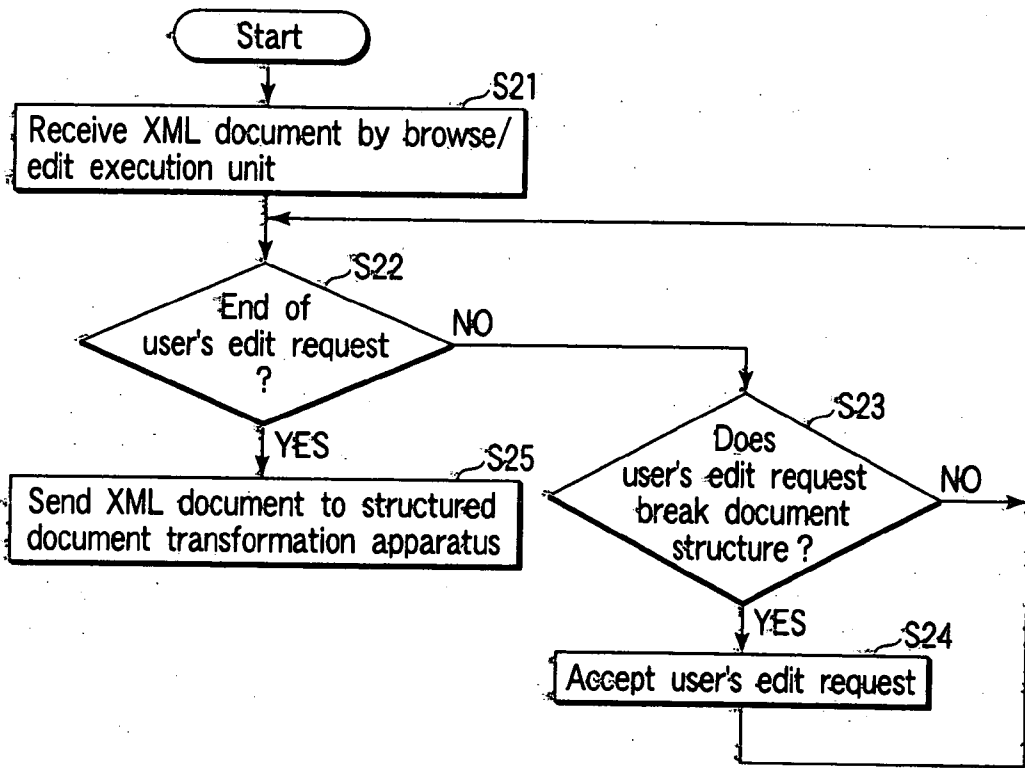 Start
S21
Receive XML document by browse/
edit execution unit
S22
End of
user's edit request
?
NO
YES
S23
Does
user's edit request
break document
structure ?
NO
YES
S25
Send XML document to structured
document transformation apparatus
S24
Accept user's edit request